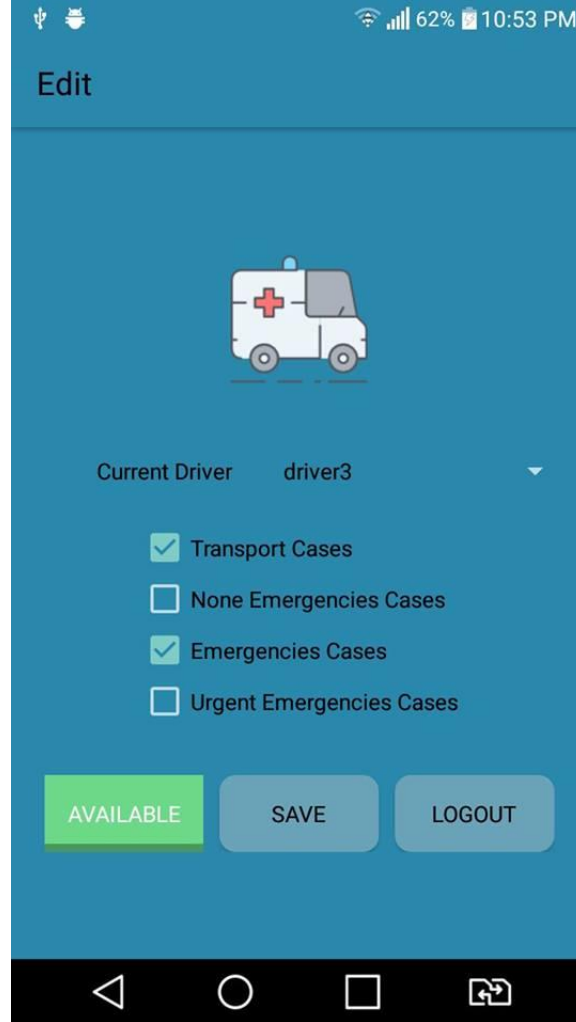 62% 10:53 PM
Edit
Current Driver driver3
Transport Cases
None Emergencies Cases
Emergencies Cases
Urgent Emergencies Cases
AVAILABLE SAVE LOGOUT